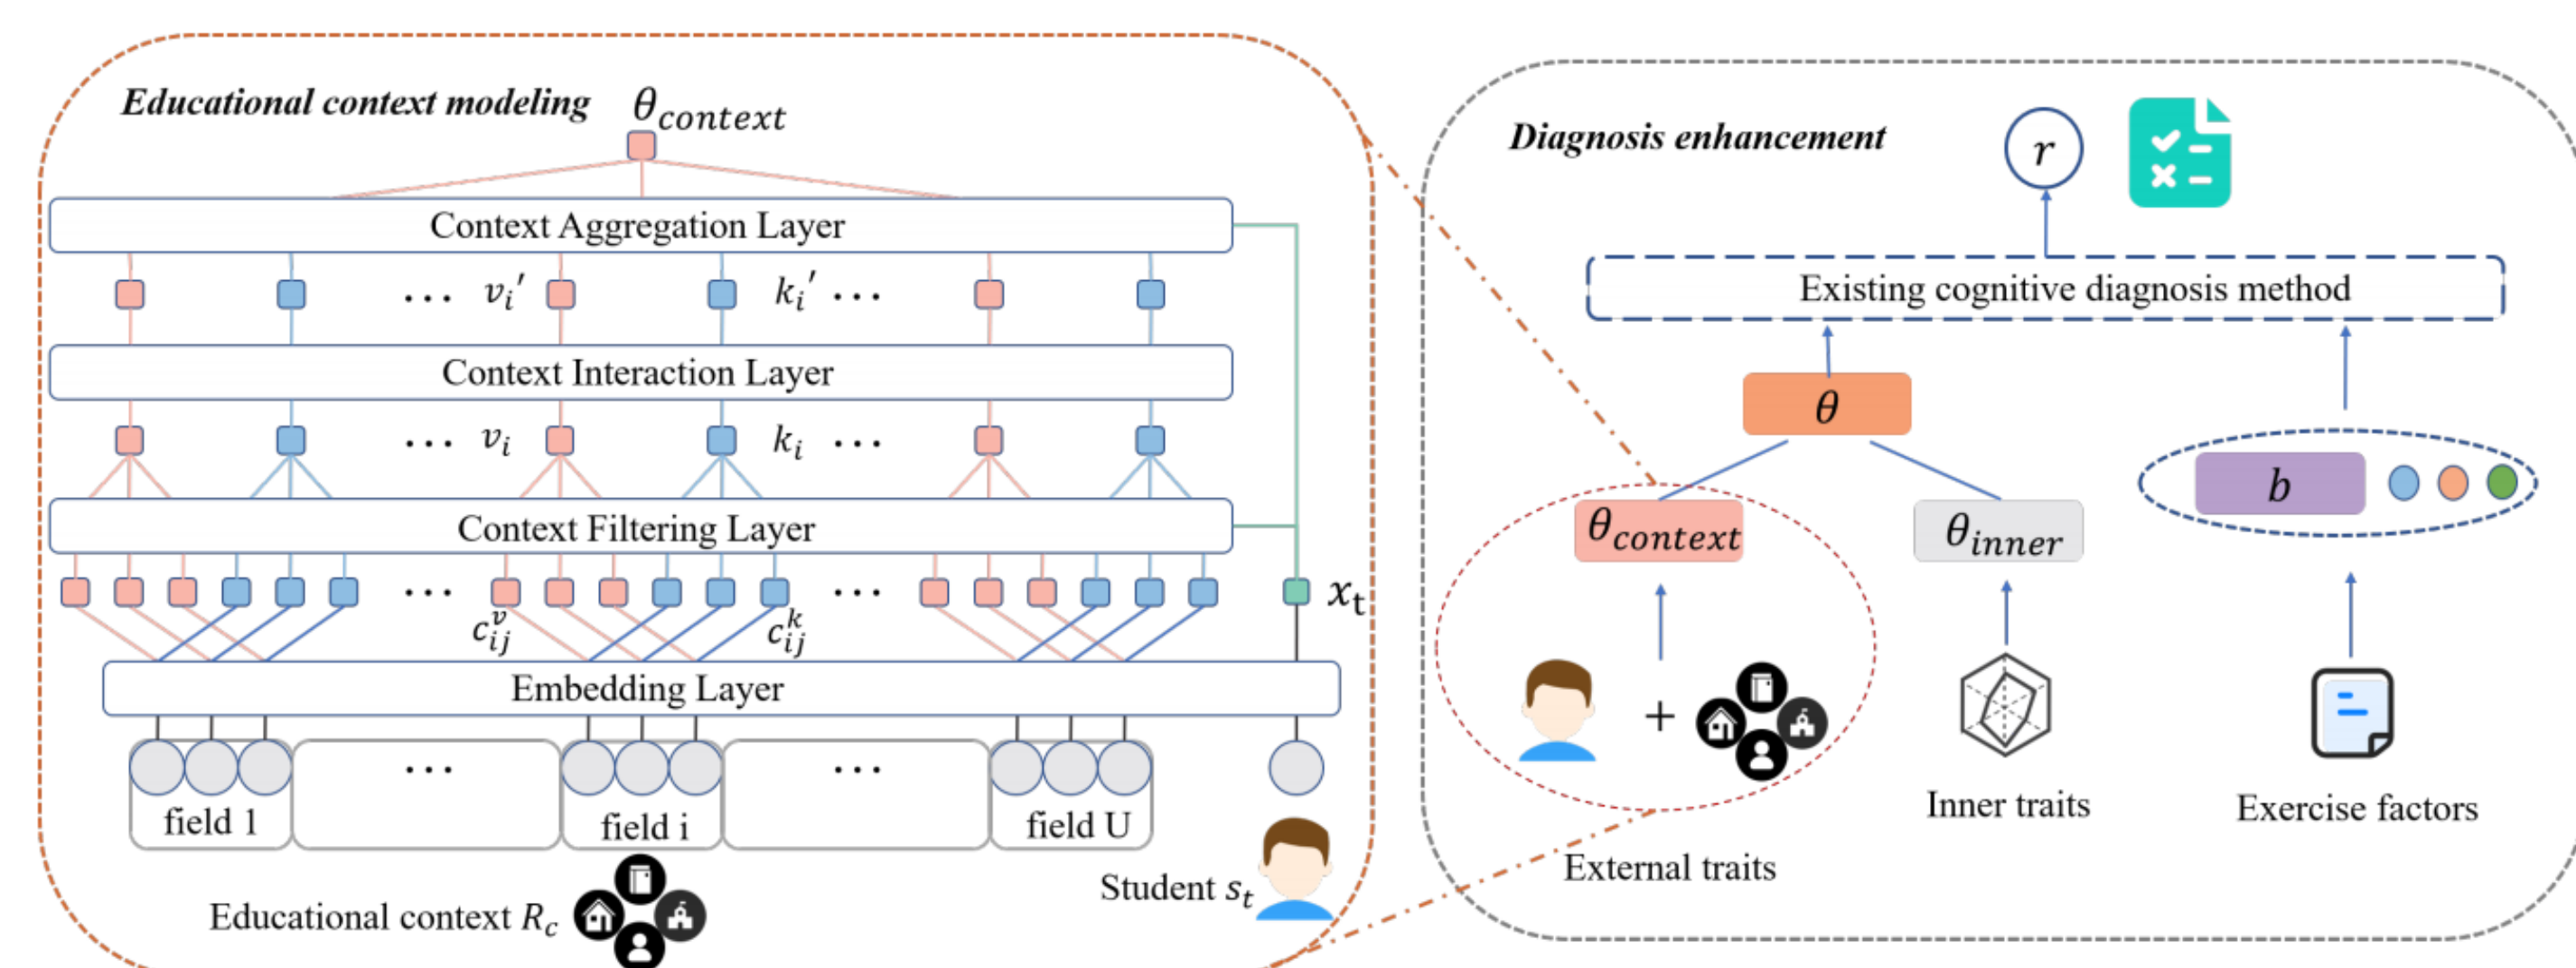 Educational context modeling
θcontext
Context Aggregation Layer
... vi′ ki′ ...
Context Interaction Layer
... vi ki ...
Context Filtering Layer
... ... xt
cijv cijk
Embedding Layer
... ...
field 1 field i field U
Student st
Educational context Rc
Diagnosis enhancement
r
Existing cognitive diagnosis method
θ
b
θcontext θinner
+
Inner traits
Exercise factors
External traits